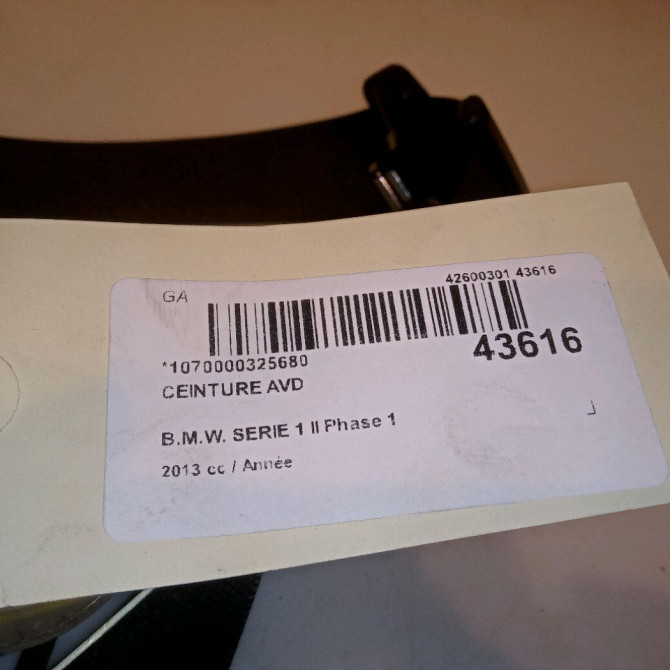 GA
42600301 43616
43616
*1070000325680
CEINTURE AVD
B.M.W. SERIE 1 II Phase 1
2013 cc / Année